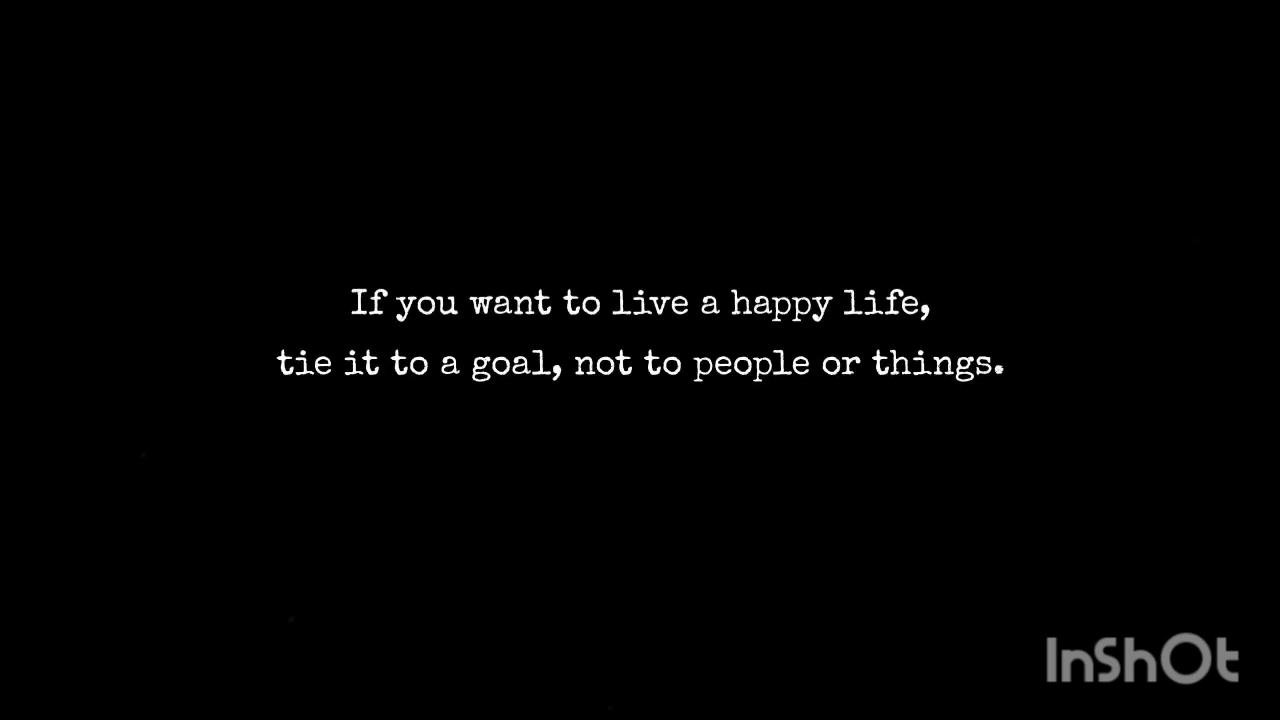 If you want to live a happy life,
tie it to a goal, not to people or things.
InShOt